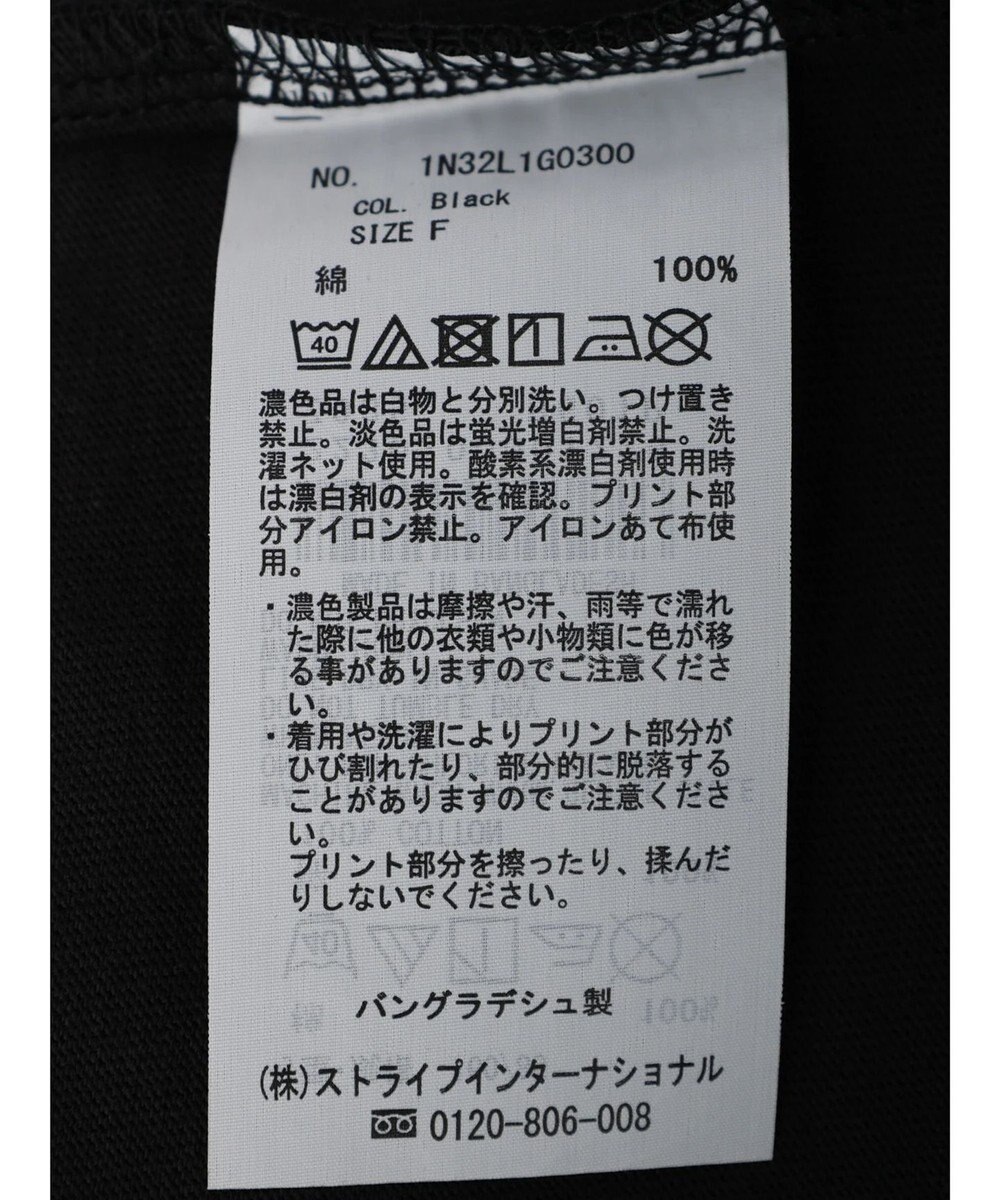 NO. 1N32L1G0300
COL. Black
SIZE F
綿 100%
40
濃色品は白物と分別洗い。つけ置き
禁止。淡色品は蛍光増白剤禁止。洗
濯ネット使用。酸素系漂白剤使用時
は漂白剤の表示を確認。プリント部
分アイロン禁止。アイロンあて布使
用。
・濃色製品は摩擦や汗、雨等で濡れ
た際に他の衣類や小物類に色が移
る事がありますのでご注意くださ
い。
・着用や洗濯によりプリント部分が
ひび割れたり、部分的に脱落する
ことがありますのでご注意くださ
い。
プリント部分を擦ったり、揉んだ
りしないでください。
バングラデシュ製
(株)ストライプインターナショナル
0120-806-008